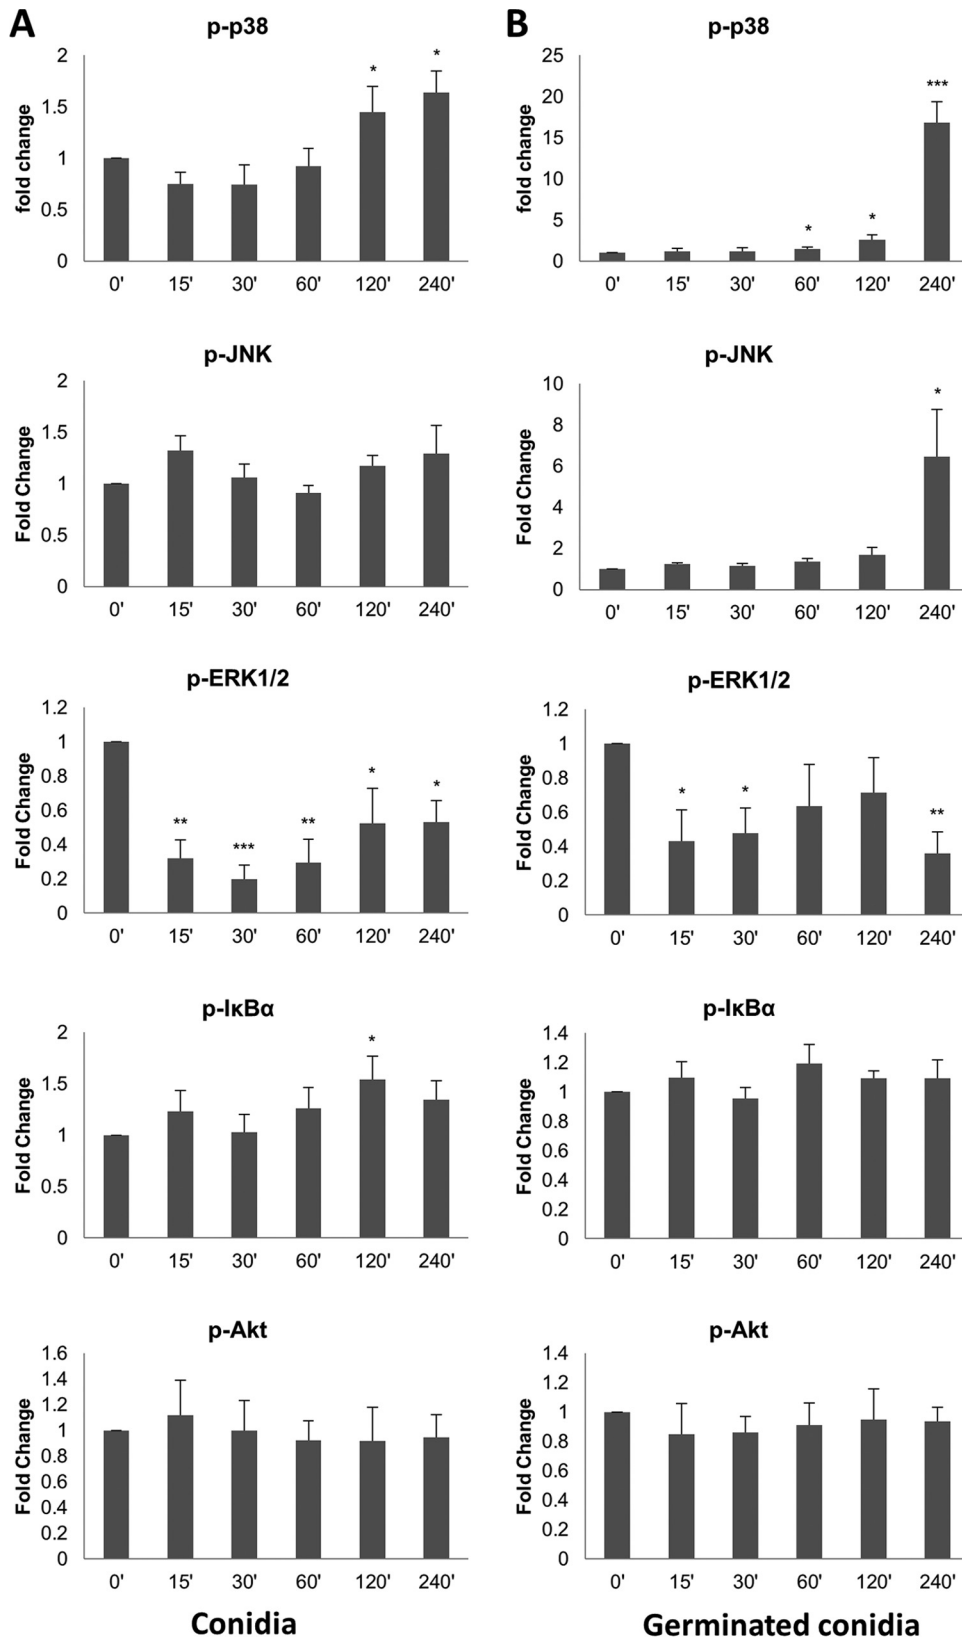 A
B
p-p38
fold change
2
1.5
1
0.5
0
*
*
0' 15' 30' 60' 120' 240'
p-p38
fold change
25
20
15
10
5
0
*
*
***
0' 15' 30' 60' 120' 240'
p-JNK
Fold Change
2
1.5
1
0.5
0
0' 15' 30' 60' 120' 240'
p-JNK
Fold Change
10
8
6
4
2
0
*
0' 15' 30' 60' 120' 240'
p-ERK1/2
Fold Change
1.2
1
0.8
0.6
0.4
0.2
0
**
***
**
*
*
0' 15' 30' 60' 120' 240'
p-ERK1/2
Fold Change
1.2
1
0.8
0.6
0.4
0.2
0
*
*
**
0' 15' 30' 60' 120' 240'
p-IκBα
Fold Change
2
1.5
1
0.5
0
*
0' 15' 30' 60' 120' 240'
p-IκBα
Fold Change
1.4
1.2
1
0.8
0.6
0.4
0.2
0
0' 15' 30' 60' 120' 240'
p-Akt
Fold Change
1.6
1.4
1.2
1
0.8
0.6
0.4
0.2
0
0' 15' 30' 60' 120' 240'
Conidia
p-Akt
Fold Change
1.4
1.2
1
0.8
0.6
0.4
0.2
0
0' 15' 30' 60' 120' 240'
Germinated conidia